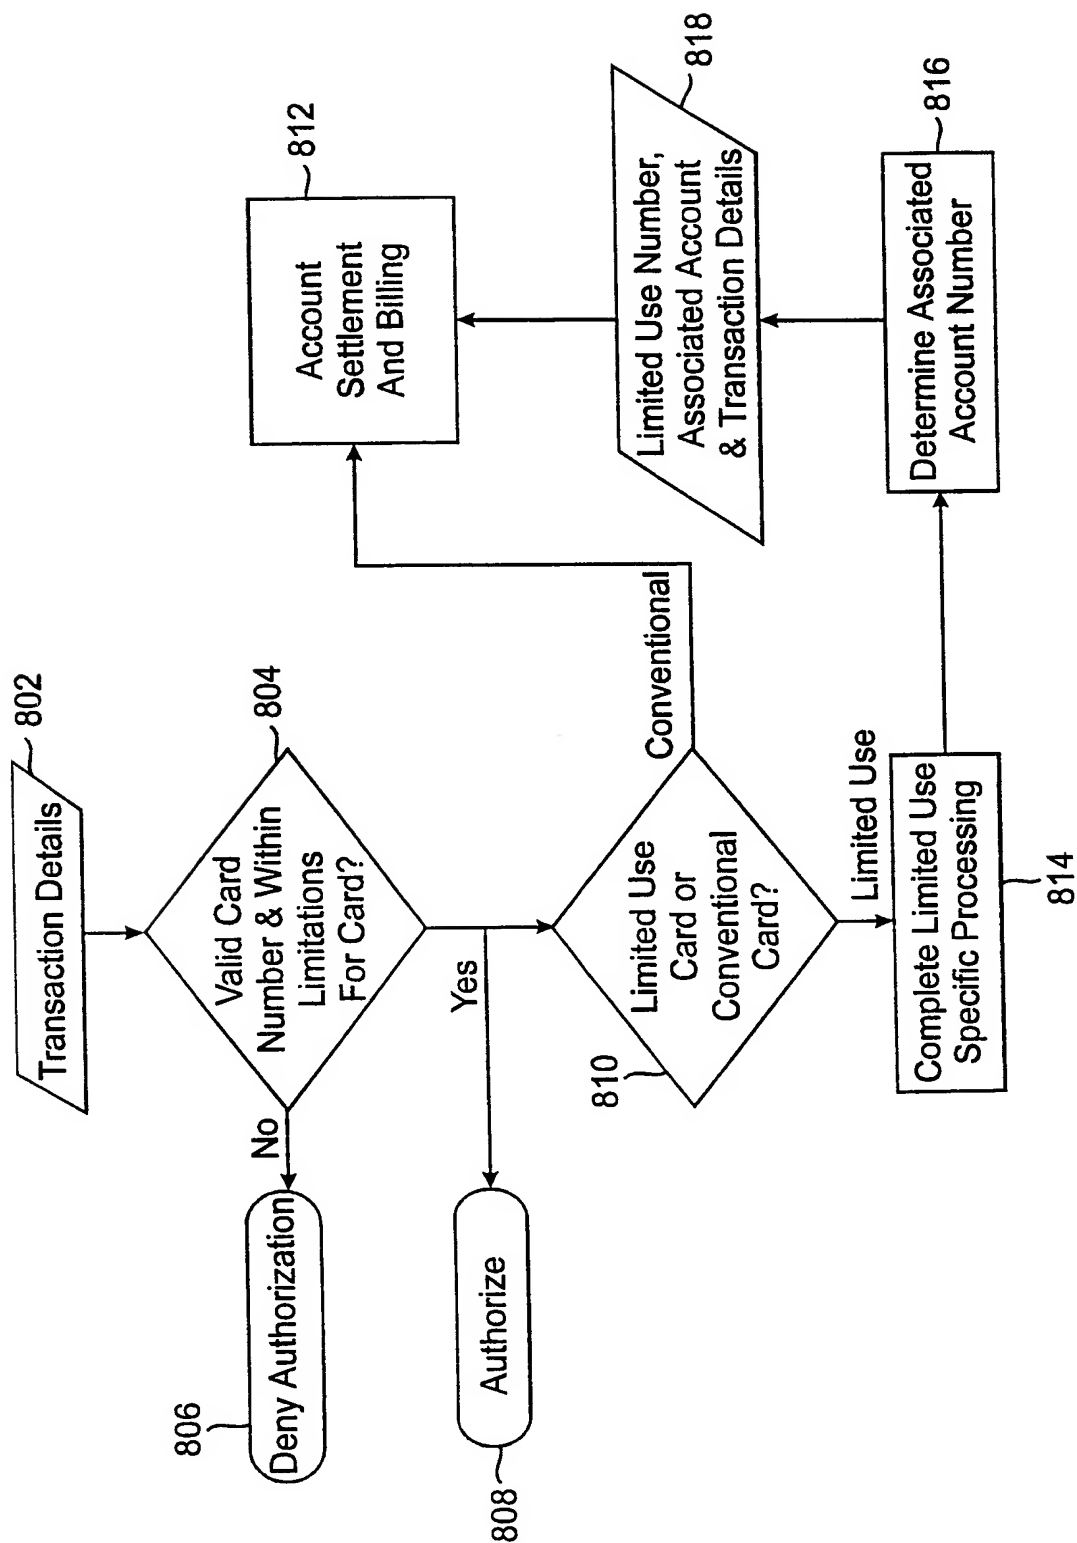 802
Transaction Details
804
Valid Card
Number & Within
Limitations
For Card?
No
806
Deny Authorization
Yes
808
Authorize
810
Limited Use
Card or
Conventional
Card?
Conventional
812
Account
Settlement
And Billing
Limited Use
814
Complete Limited Use
Specific Processing
816
Determine Associated
Account Number
818
Limited Use Number,
Associated Account
& Transaction Details